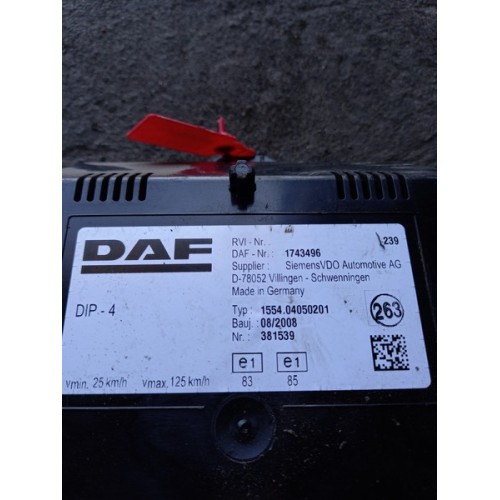 DAF
RVI - Nr. : 239
DAF - Nr.: 1743496
Supplier : SiemensVDO Automotive AG
D-78052 Villingen - Schwenningen
Made in Germany
DIP - 4
Typ : 1554.04050201
Bauj.: 08/2008
Nr. : 381539
263
e1 e1
83 85
vmin. 25 km/h vmax. 125 km/h